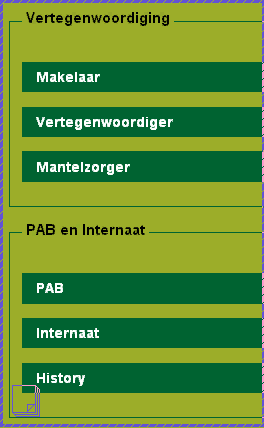 Vertegenwoordiging
Makelaar
Vertegenwoordiger
Mantelzorger
PAB en Internaat
PAB
Internaat
History